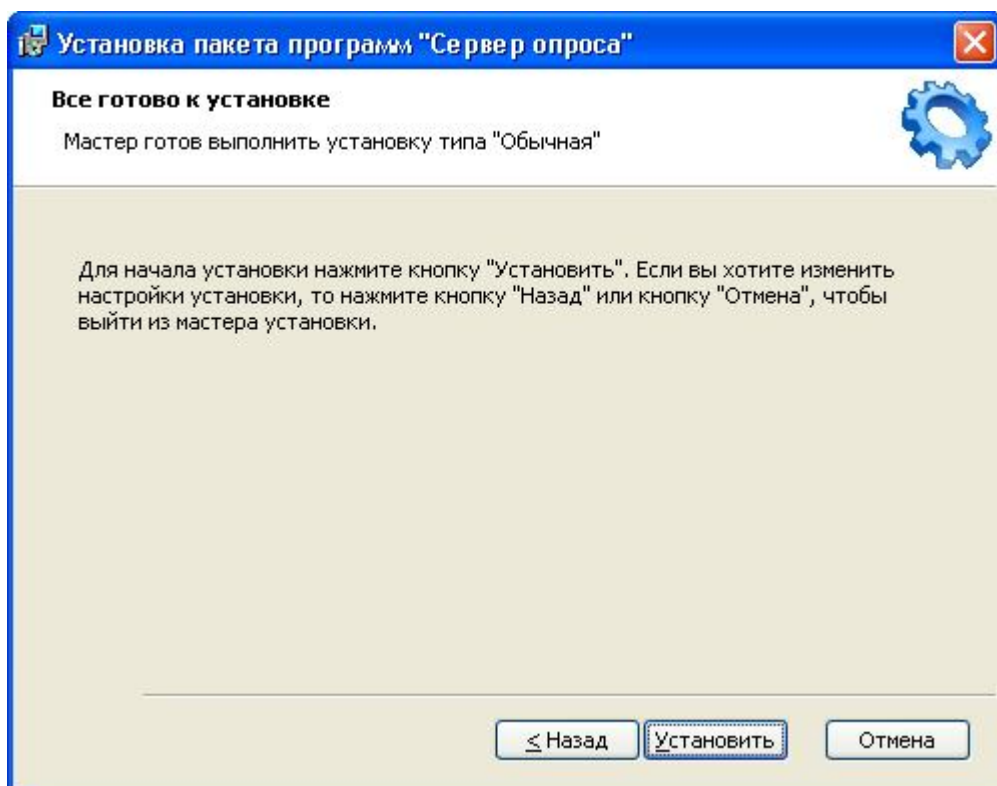 Установка пакета программ "Сервер опроса"
Все готово к установке
Мастер готов выполнить установку типа "Обычная"
Для начала установки нажмите кнопку "Установить". Если вы хотите изменить
настройки установки, то нажмите кнопку "Назад" или кнопку "Отмена", чтобы
выйти из мастера установки.
< Назад
Установить
Отмена